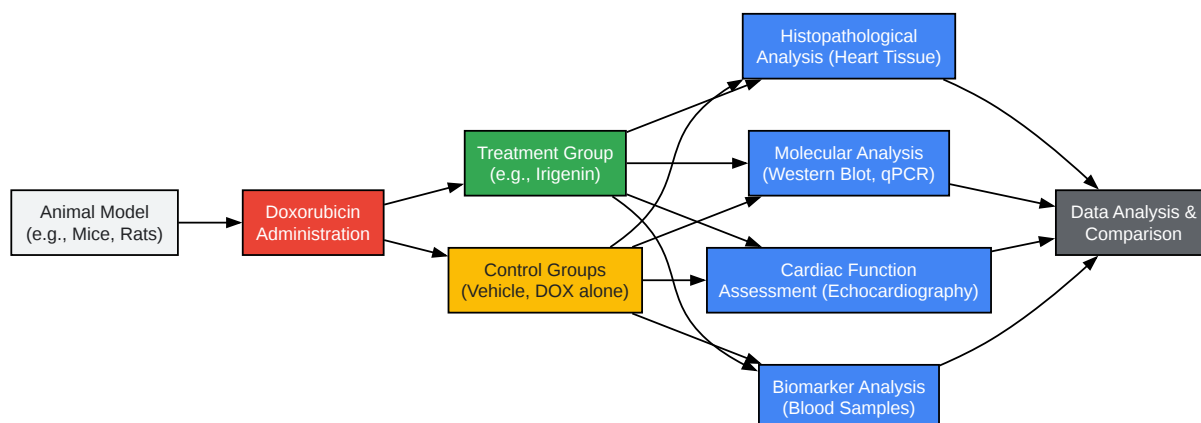 Animal Model
(e.g., Mice, Rats)
Doxorubicin
Administration
Treatment Group
(e.g., Irigenin)
Control Groups
(Vehicle, DOX alone)
Histopathological
Analysis (Heart Tissue)
Molecular Analysis
(Western Blot, qPCR)
Cardiac Function
Assessment (Echocardiography)
Biomarker Analysis
(Blood Samples)
Data Analysis &
Comparison